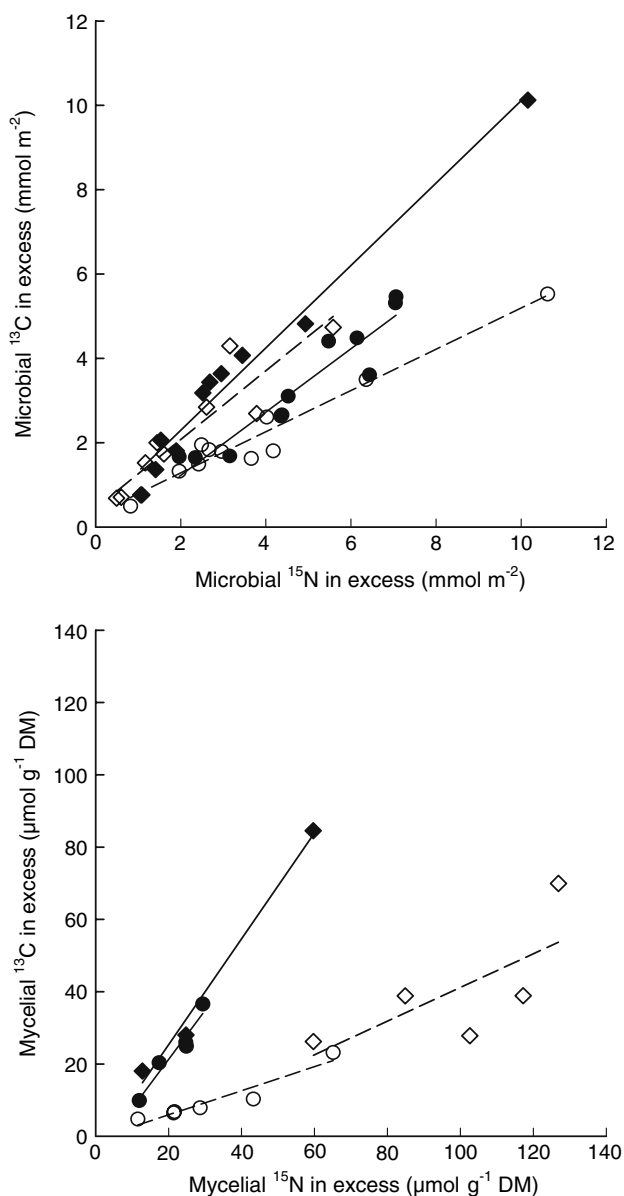 12
10
8
6
4
2
0
Microbial ¹³C in excess (mmol m⁻²)
0 2 4 6 8 10 12
Microbial ¹⁵N in excess (mmol m⁻²)
140
120
100
80
60
40
20
0
Mycelial ¹³C in excess (µmol g⁻¹ DM)
0 20 40 60 80 100 120 140
Mycelial ¹⁵N in excess (µmol g⁻¹ DM)